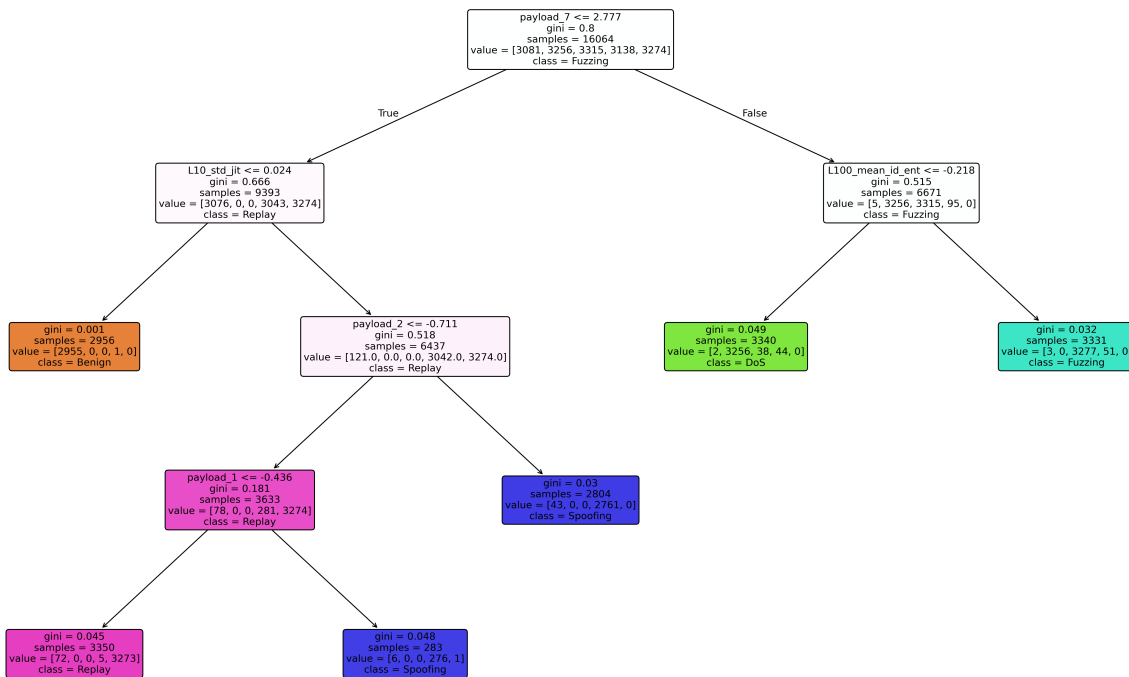 payload_7 <= 2.777
gini = 0.8
samples = 16064
value = [3081, 3256, 3315, 3138, 3274]
class = Fuzzing
True
False
L10_std_jit <= 0.024
gini = 0.666
samples = 9393
value = [3076, 0, 0, 3043, 3274]
class = Replay
L100_mean_id_ent <= -0.218
gini = 0.515
samples = 6671
value = [5, 3256, 3315, 95, 0]
class = Fuzzing
gini = 0.001
samples = 2956
value = [2955, 0, 0, 1, 0]
class = Benign
payload_2 <= -0.711
gini = 0.518
samples = 6437
value = [121.0, 0.0, 0.0, 3042.0, 3274.0]
class = Replay
gini = 0.049
samples = 3340
value = [2, 3256, 38, 44, 0]
class = DoS
gini = 0.032
samples = 3331
value = [3, 0, 3277, 51, 0]
class = Fuzzing
payload_1 <= -0.436
gini = 0.181
samples = 3633
value = [78, 0, 0, 281, 3274]
class = Replay
gini = 0.03
samples = 2804
value = [43, 0, 0, 2761, 0]
class = Spoofing
gini = 0.045
samples = 3350
value = [72, 0, 0, 5, 3273]
class = Replay
gini = 0.048
samples = 283
value = [6, 0, 0, 276, 1]
class = Spoofing